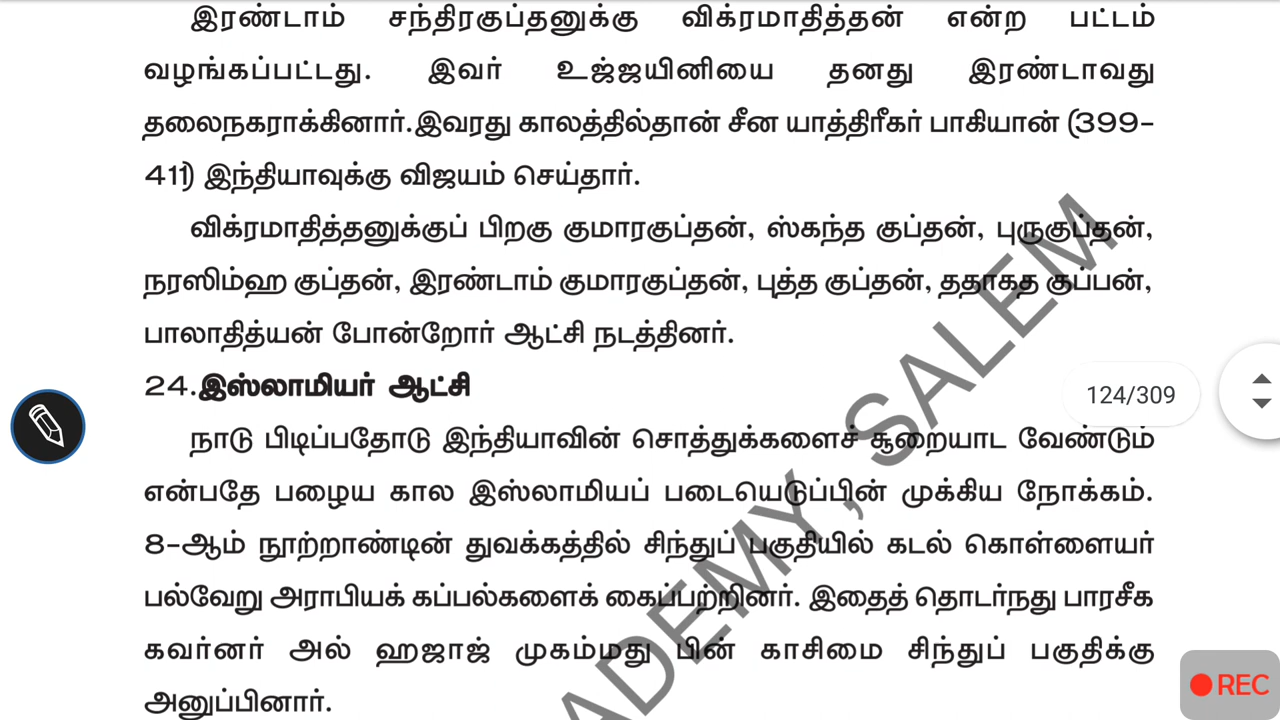 இரண்டாம் சந்திரகுப்தனுக்கு விக்ரமாதித்தன் என்ற பட்டம்
வழங்கப்பட்டது. இவர் உஜ்ஜயினியை தனது இரண்டாவது
தலைநகராக்கினார்.இவரது காலத்தில்தான் சீன யாத்திரீகர் பாகியான் (399-
411) இந்தியாவுக்கு விஜயம் செய்தார்.
விக்ரமாதித்தனுக்குப் பிறகு குமாரகுப்தன், ஸ்கந்த குப்தன், புருகுப்தன்,
நரஸிம்ஹ குப்தன், இரண்டாம் குமாரகுப்தன், புத்த குப்தன், ததாகத குப்பன்,
பாலாதித்யன் போன்றோர் ஆட்சி நடத்தினர்.
24.இஸ்லாமியர் ஆட்சி
124/309
நாடு பிடிப்பதோடு இந்தியாவின் சொத்துக்களைச் சூறையாட வேண்டும்
என்பதே பழைய கால இஸ்லாமியப் படையெடுப்பின் முக்கிய நோக்கம்.
8-ஆம் நூற்றாண்டின் துவக்கத்தில் சிந்துப் பகுதியில் கடல் கொள்ளையர்
பல்வேறு அராபியக் கப்பல்களைக் கைப்பற்றினர். இதைத் தொடர்நது பாரசீக
கவர்னர் அல் ஹஜாஜ் முகம்மது பின் காசிமை சிந்துப் பகுதிக்கு
அனுப்பினார்.
ADEMY, SALEM
REC